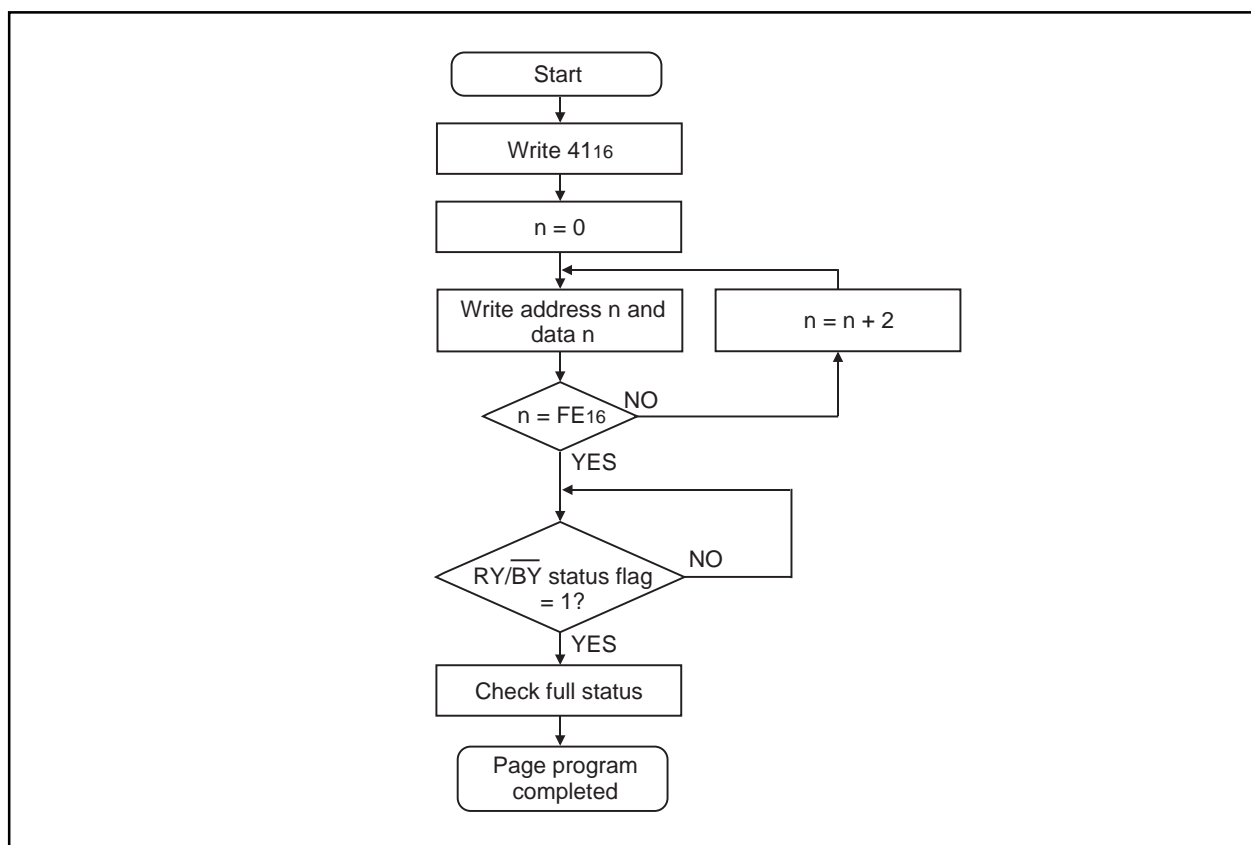 Start
Write 4116
n = 0
Write address n and
data n
n = n + 2
n = FE16
NO
YES
RY/B̅Y̅ status flag
= 1?
NO
YES
Check full status
Page program
completed